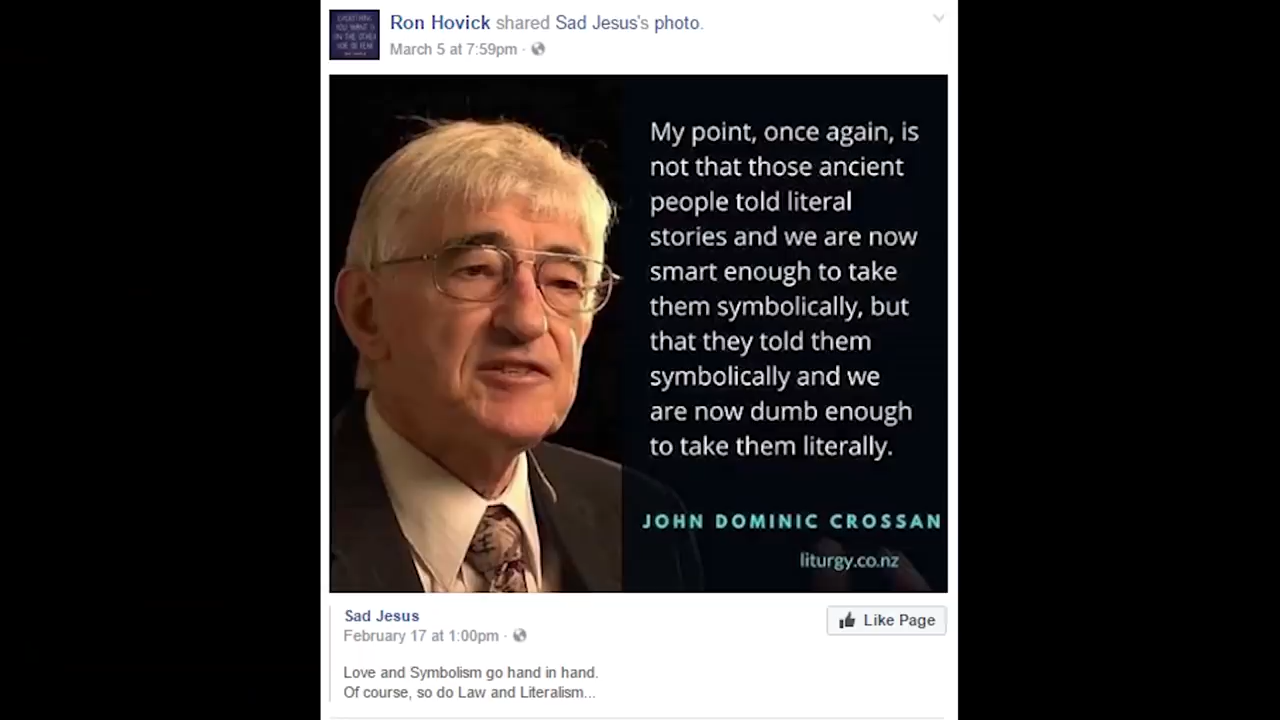 Ron Hovick shared Sad Jesus's photo.
March 5 at 7:59pm ·
My point, once again, is
not that those ancient
people told literal
stories and we are now
smart enough to take
them symbolically, but
that they told them
symbolically and we
are now dumb enough
to take them literally.
JOHN DOMINIC CROSSAN
liturgy.co.nz
Sad Jesus
February 17 at 1:00pm ·
Like Page
Love and Symbolism go hand in hand.
Of course, so do Law and Literalism...